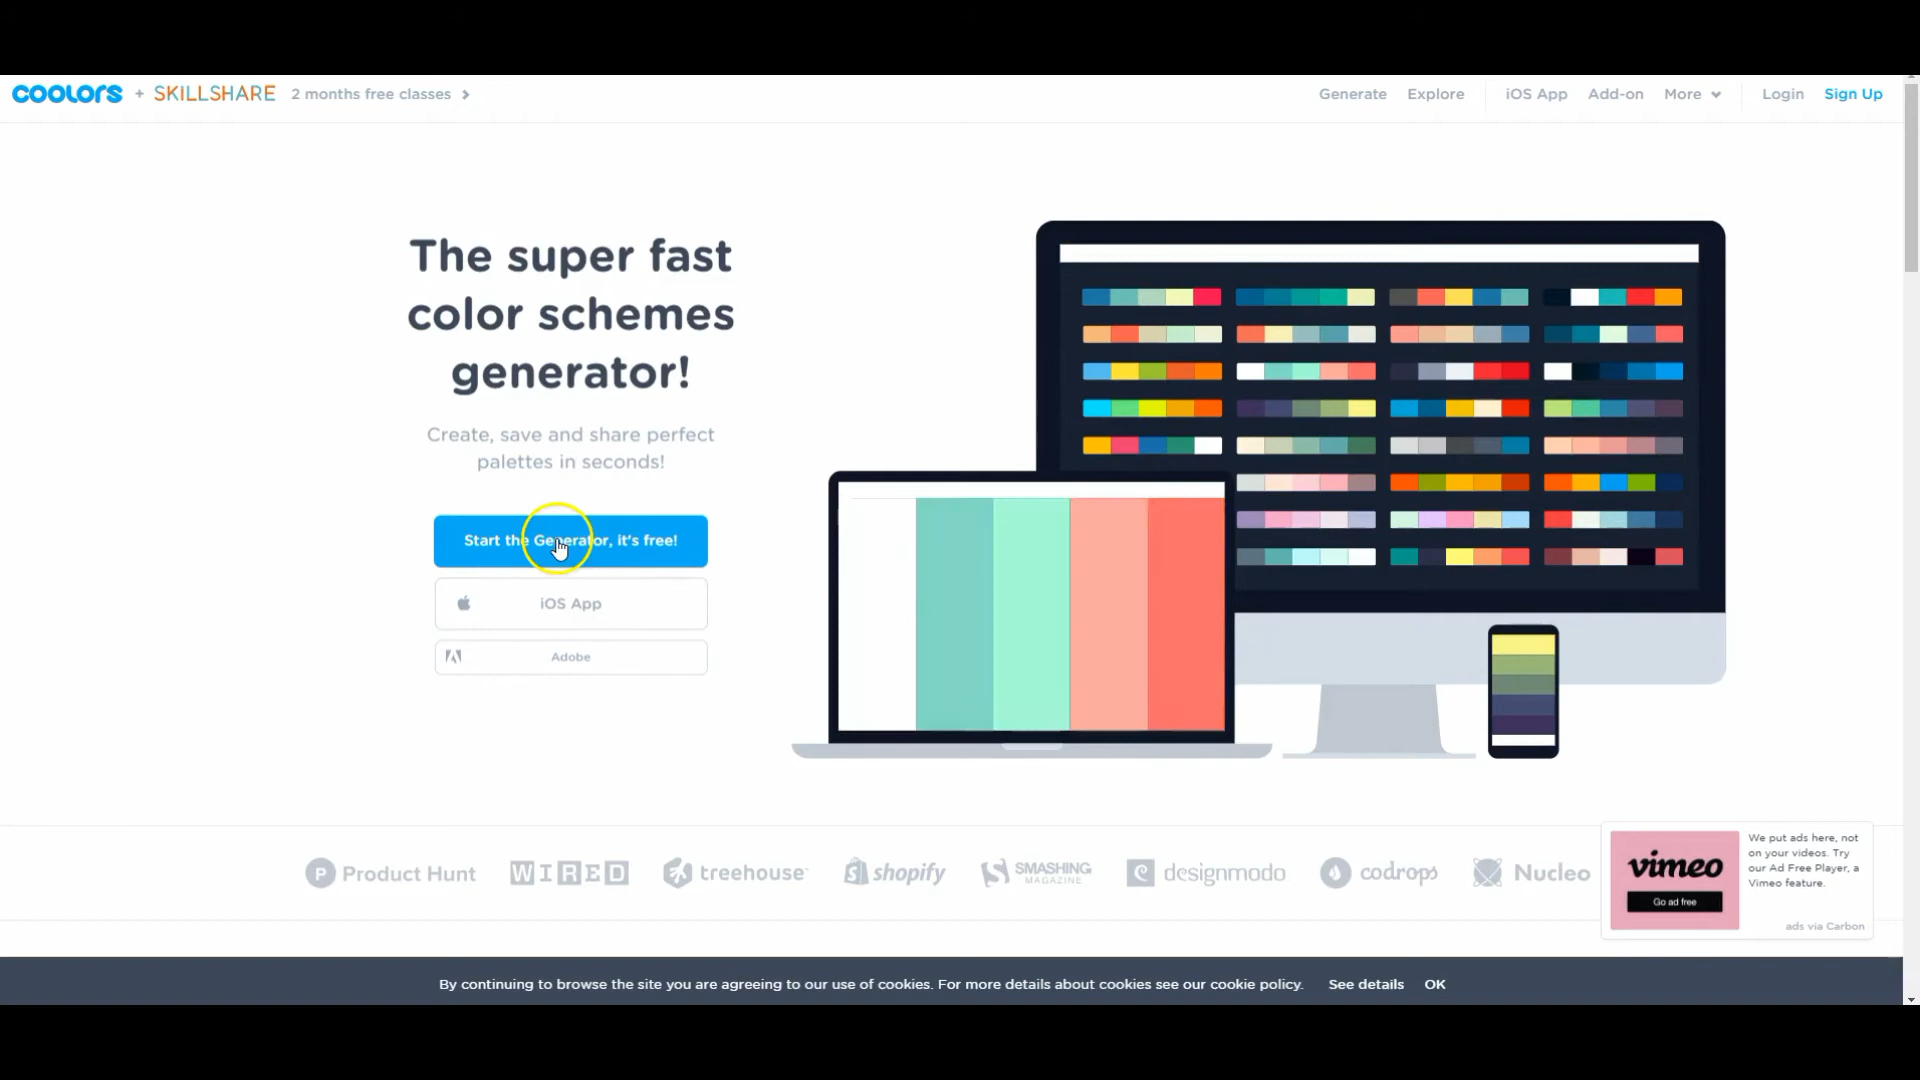 coolors + SKILLSHARE 2 months free classes
Generate Explore iOS App Add-on More Login Sign Up
The super fast
color schemes
generator!
Create, save and share perfect
palettes in seconds!
Start the Generator, it's free!
iOS App
Adobe
Product Hunt WIRED treehouse shopify SMASHING MAGAZINE designmodo codrops Nucleo
vimeo
Go ad free
We put ads here, not
on your videos. Try
our Ad Free Player, a
Vimeo feature.
ads via Carbon
By continuing to browse the site you are agreeing to our use of cookies. For more details about cookies see our cookie policy. See details OK